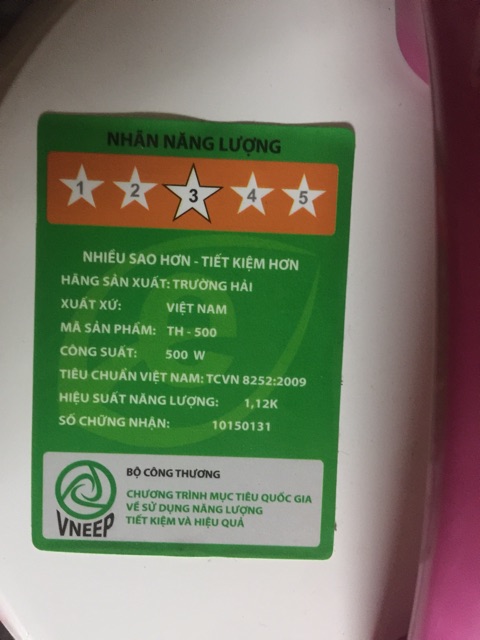 NHÃN NĂNG LƯỢNG
1 2 3 4 5
NHIỀU SAO HƠN - TIẾT KIỆM HƠN
HÃNG SẢN XUẤT: TRƯỜNG HẢI
XUẤT XỨ: VIỆT NAM
MÃ SẢN PHẨM: TH - 500
CÔNG SUẤT: 500 W
TIÊU CHUẨN VIỆT NAM: TCVN 8252:2009
HIỆU SUẤT NĂNG LƯỢNG: 1,12K
SỐ CHỨNG NHẬN: 10150131
BỘ CÔNG THƯƠNG
CHƯƠNG TRÌNH MỤC TIÊU QUỐC GIA
VỀ SỬ DỤNG NĂNG LƯỢNG
TIẾT KIỆM VÀ HIỆU QUẢ
VNEEP